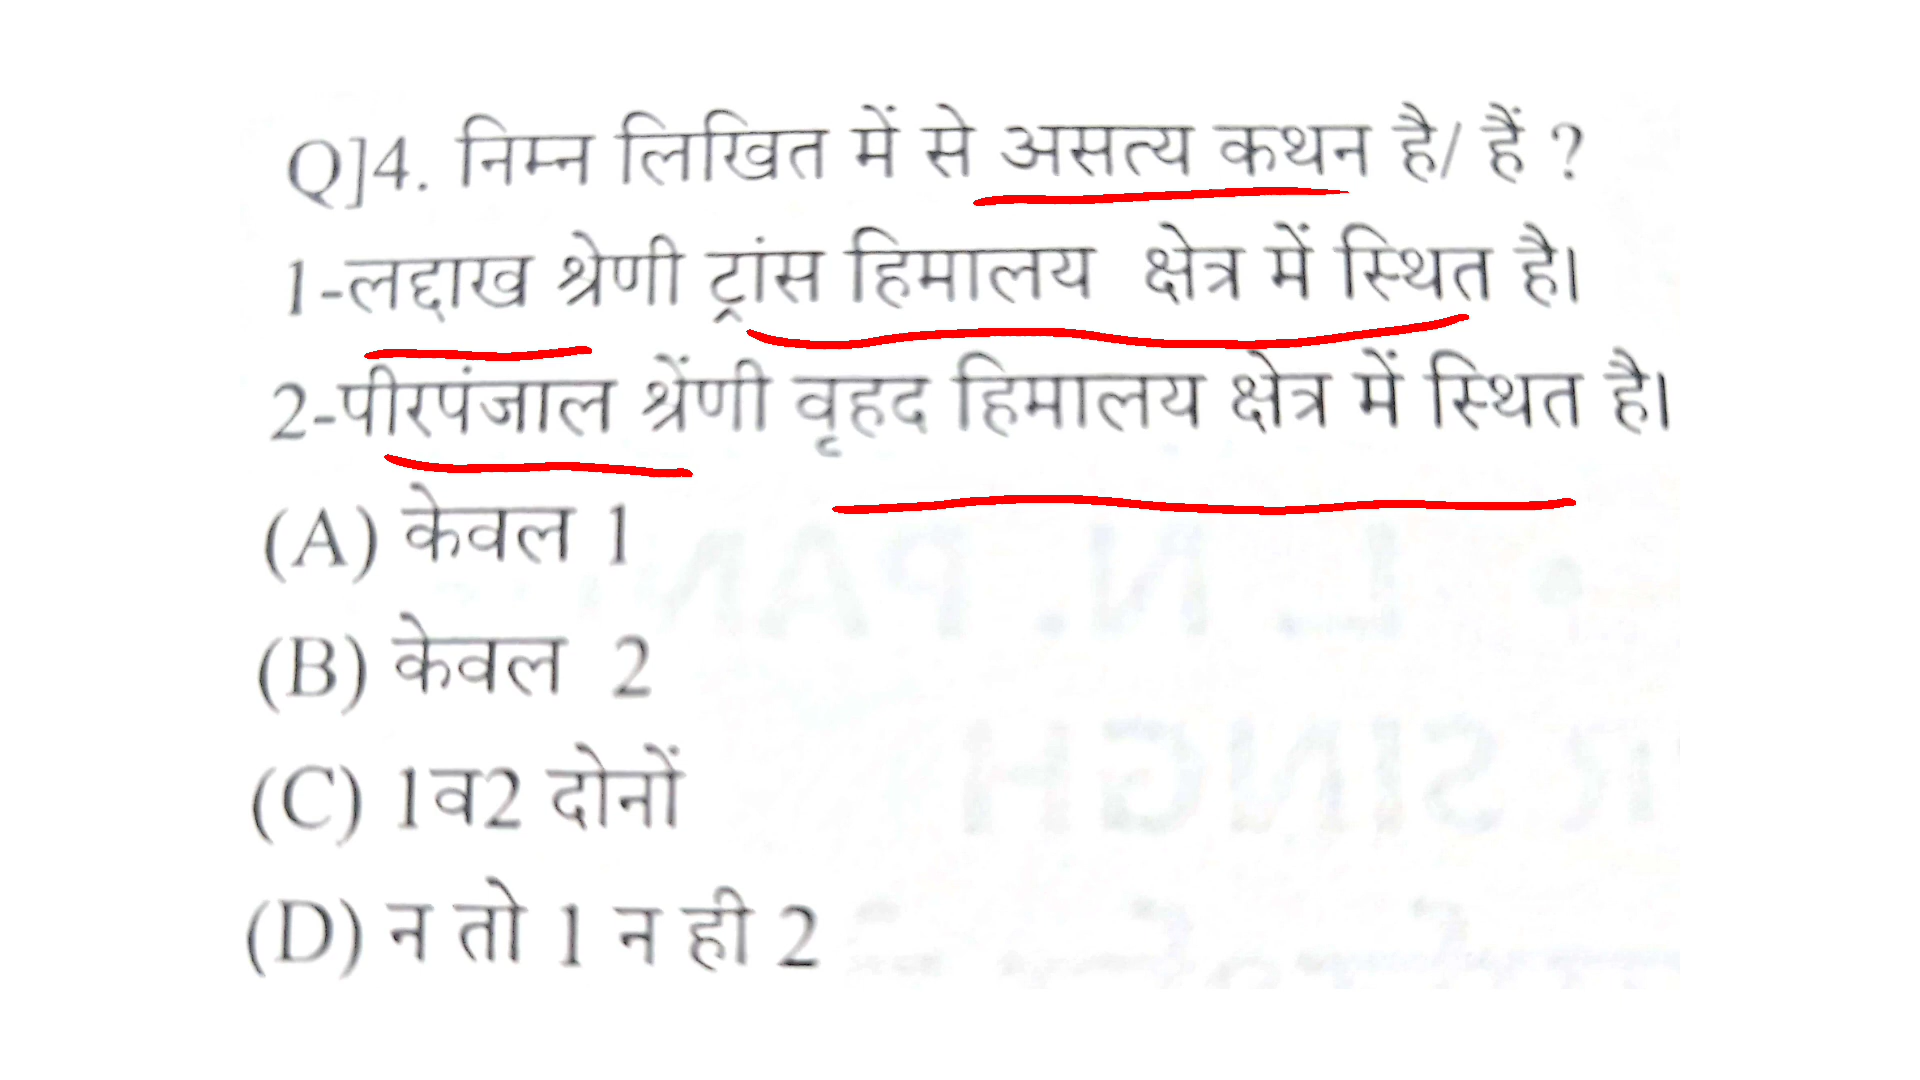 Q]4. निम्न लिखित में से असत्य कथन है/ हैं ?
1-लद्दाख श्रेणी ट्रांस हिमालय क्षेत्र में स्थित है।
2-पीरपंजाल श्रेंणी वृहद हिमालय क्षेत्र में स्थित है।
(A) केवल 1
(B) केवल 2
(C) 1व2 दोनों
(D) न तो 1 न ही 2